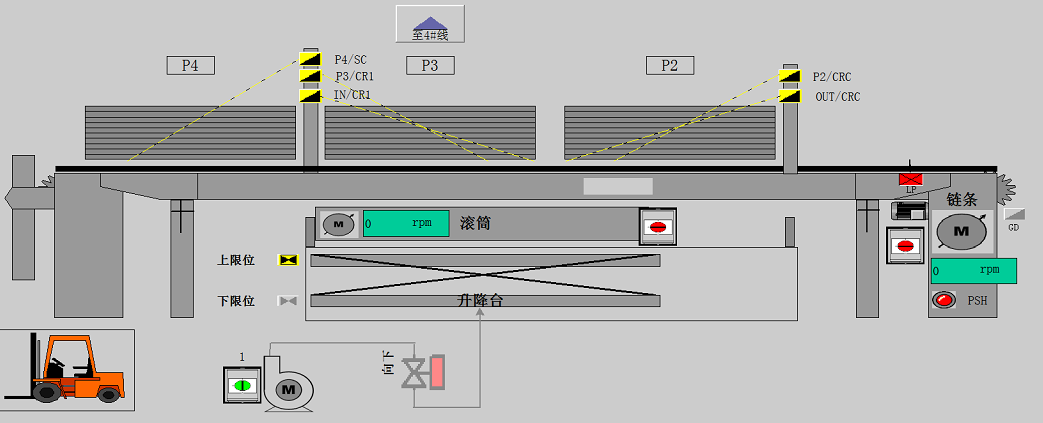 至4#线
P4
P4/SC
P3
P2
P3/CR1
P2/CRC
IN/CR1
OUT/CRC
LP
链条
M
0 rpm
滚筒
M
GD
上限位
0 rpm
下限位
升降台
PSH
1
向下
1
M